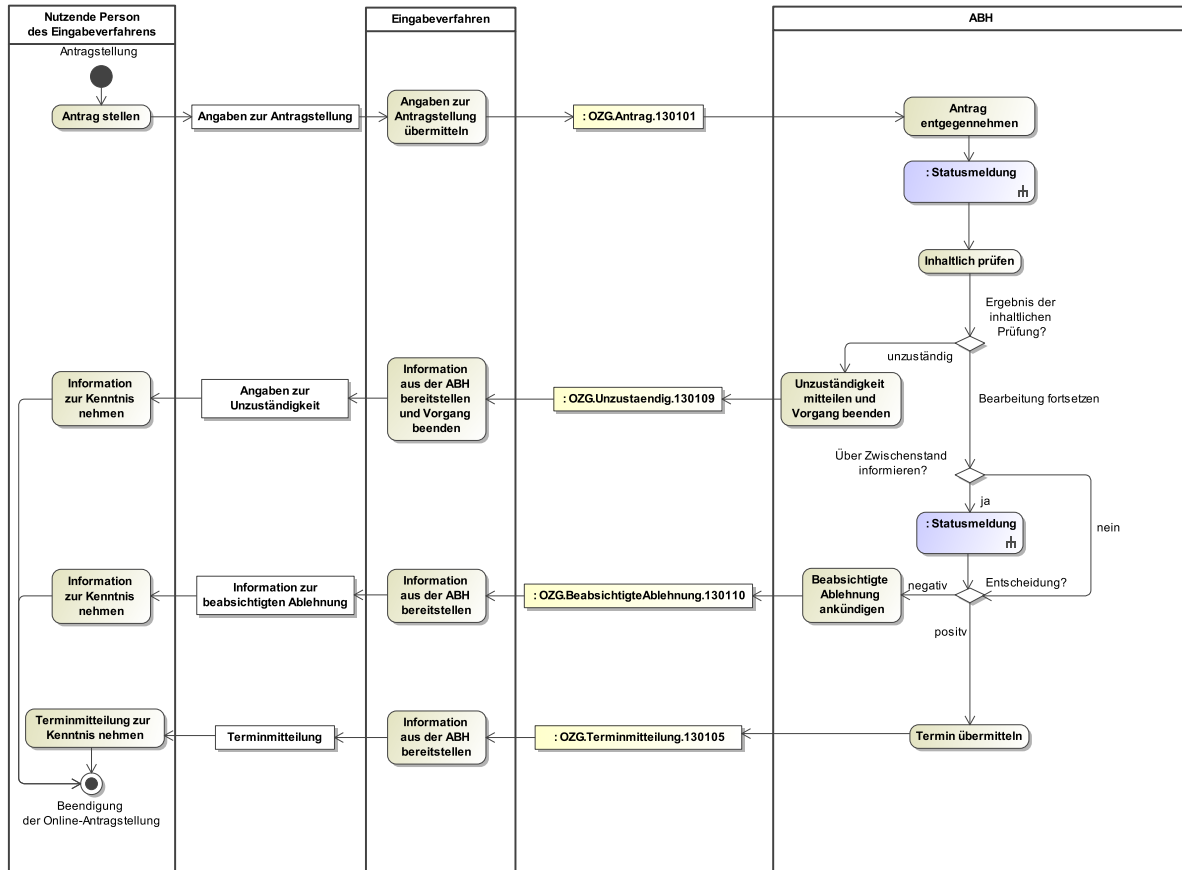 Nutzende Person
des Eingabeverfahrens
Eingabeverfahren
ABH
Antragstellung
Antrag stellen
Angaben zur Antragstellung
Angaben zur
Antragstellung
übermitteln
: OZG.Antrag.130101
Antrag
entgegennehmen
: Statusmeldung
Inhaltlich prüfen
Ergebnis der
inhaltlichen
Prüfung?
unzuständig
Information
zur Kenntnis
nehmen
Angaben zur
Unzuständigkeit
Information
aus der ABH
bereitstellen
und Vorgang
beenden
: OZG.Unzustaendig.130109
Unzuständigkeit
mitteilen und
Vorgang beenden
Bearbeitung fortsetzen
Über Zwischenstand
informieren?
ja
: Statusmeldung
nein
Information
zur Kenntnis
nehmen
Information zur
beabsichtigten Ablehnung
Information
aus der ABH
bereitstellen
: OZG.BeabsichtigteAblehnung.130110
Beabsichtigte
Ablehnung
ankündigen
negativ
Entscheidung?
positv
Terminmitteilung zur
Kenntnis nehmen
Terminmitteilung
Information
aus der ABH
bereitstellen
: OZG.Terminmitteilung.130105
Termin übermitteln
Beendigung
der Online-Antragstellung